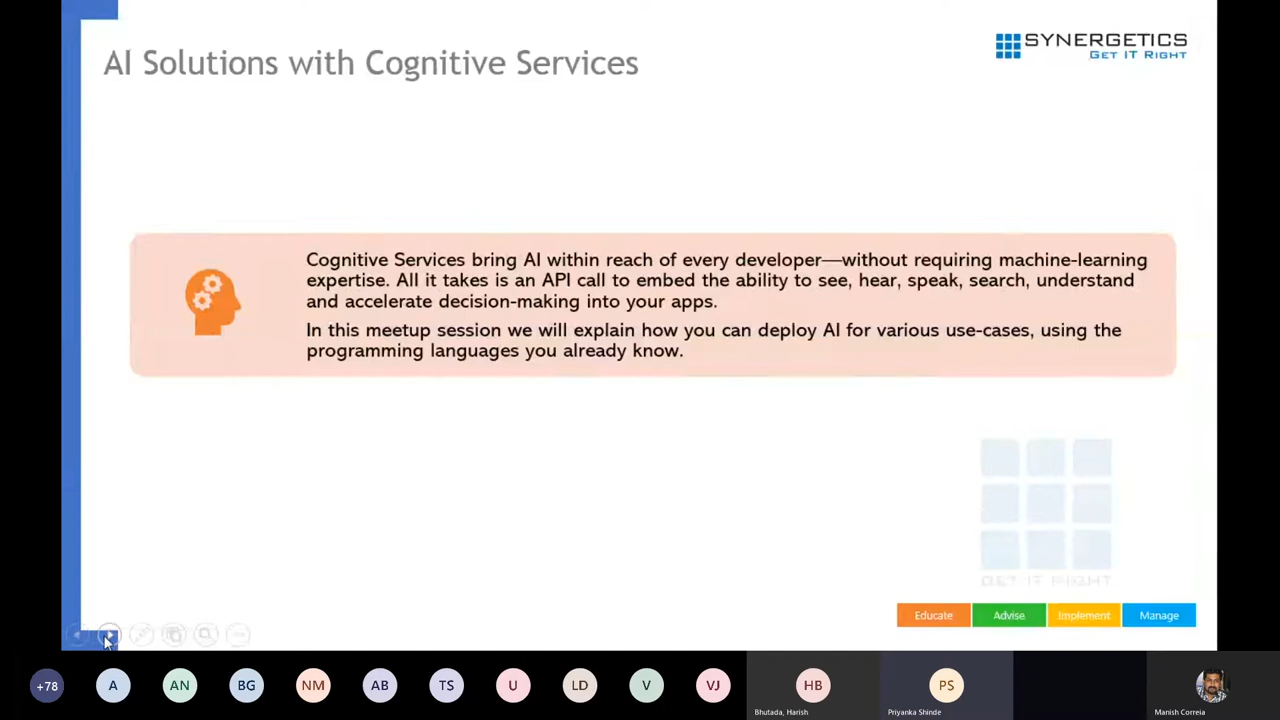 AI Solutions with Cognitive Services
SYNERGETICS
GET IT RIGHT
Cognitive Services bring AI within reach of every developer—without requiring machine-learning
expertise. All it takes is an API call to embed the ability to see, hear, speak, search, understand
and accelerate decision-making into your apps.
In this meetup session we will explain how you can deploy AI for various use-cases, using the
programming languages you already know.
GET IT RIGHT
Educate
Advise
Implement
Manage
+78
A
AN
BG
NM
AB
TS
U
LD
V
VJ
HB
PS
Bhutada, Harish
Priyanka Shinde
Manish Correia